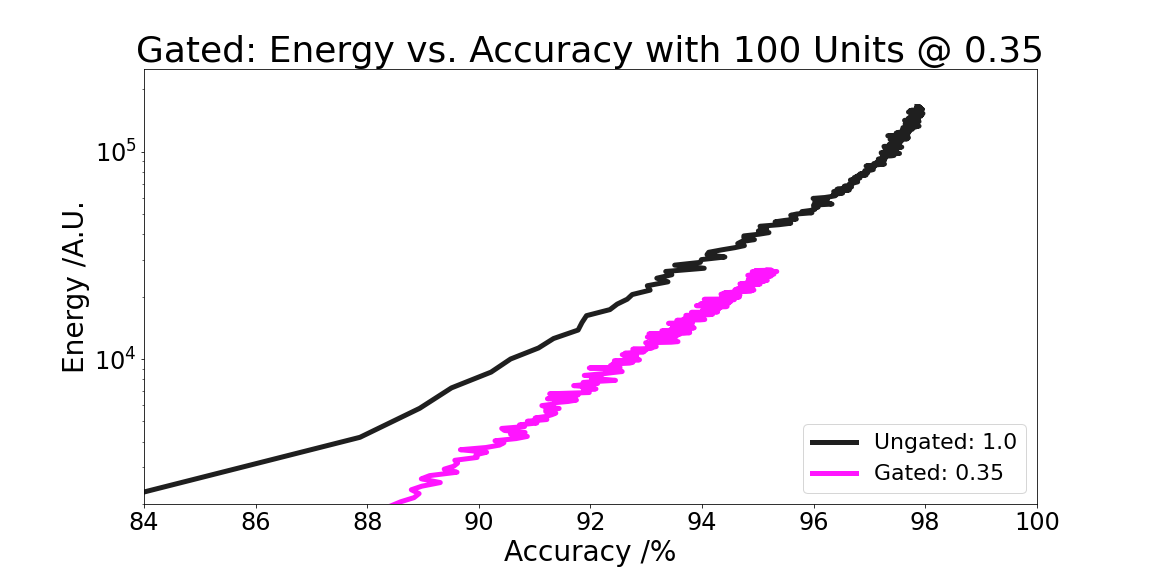 Gated: Energy vs. Accuracy with 100 Units @ 0.35
10^5
10^4
Energy /A.U.
Ungated: 1.0
Gated: 0.35
84 86 88 90 92 94 96 98 100
Accuracy /%